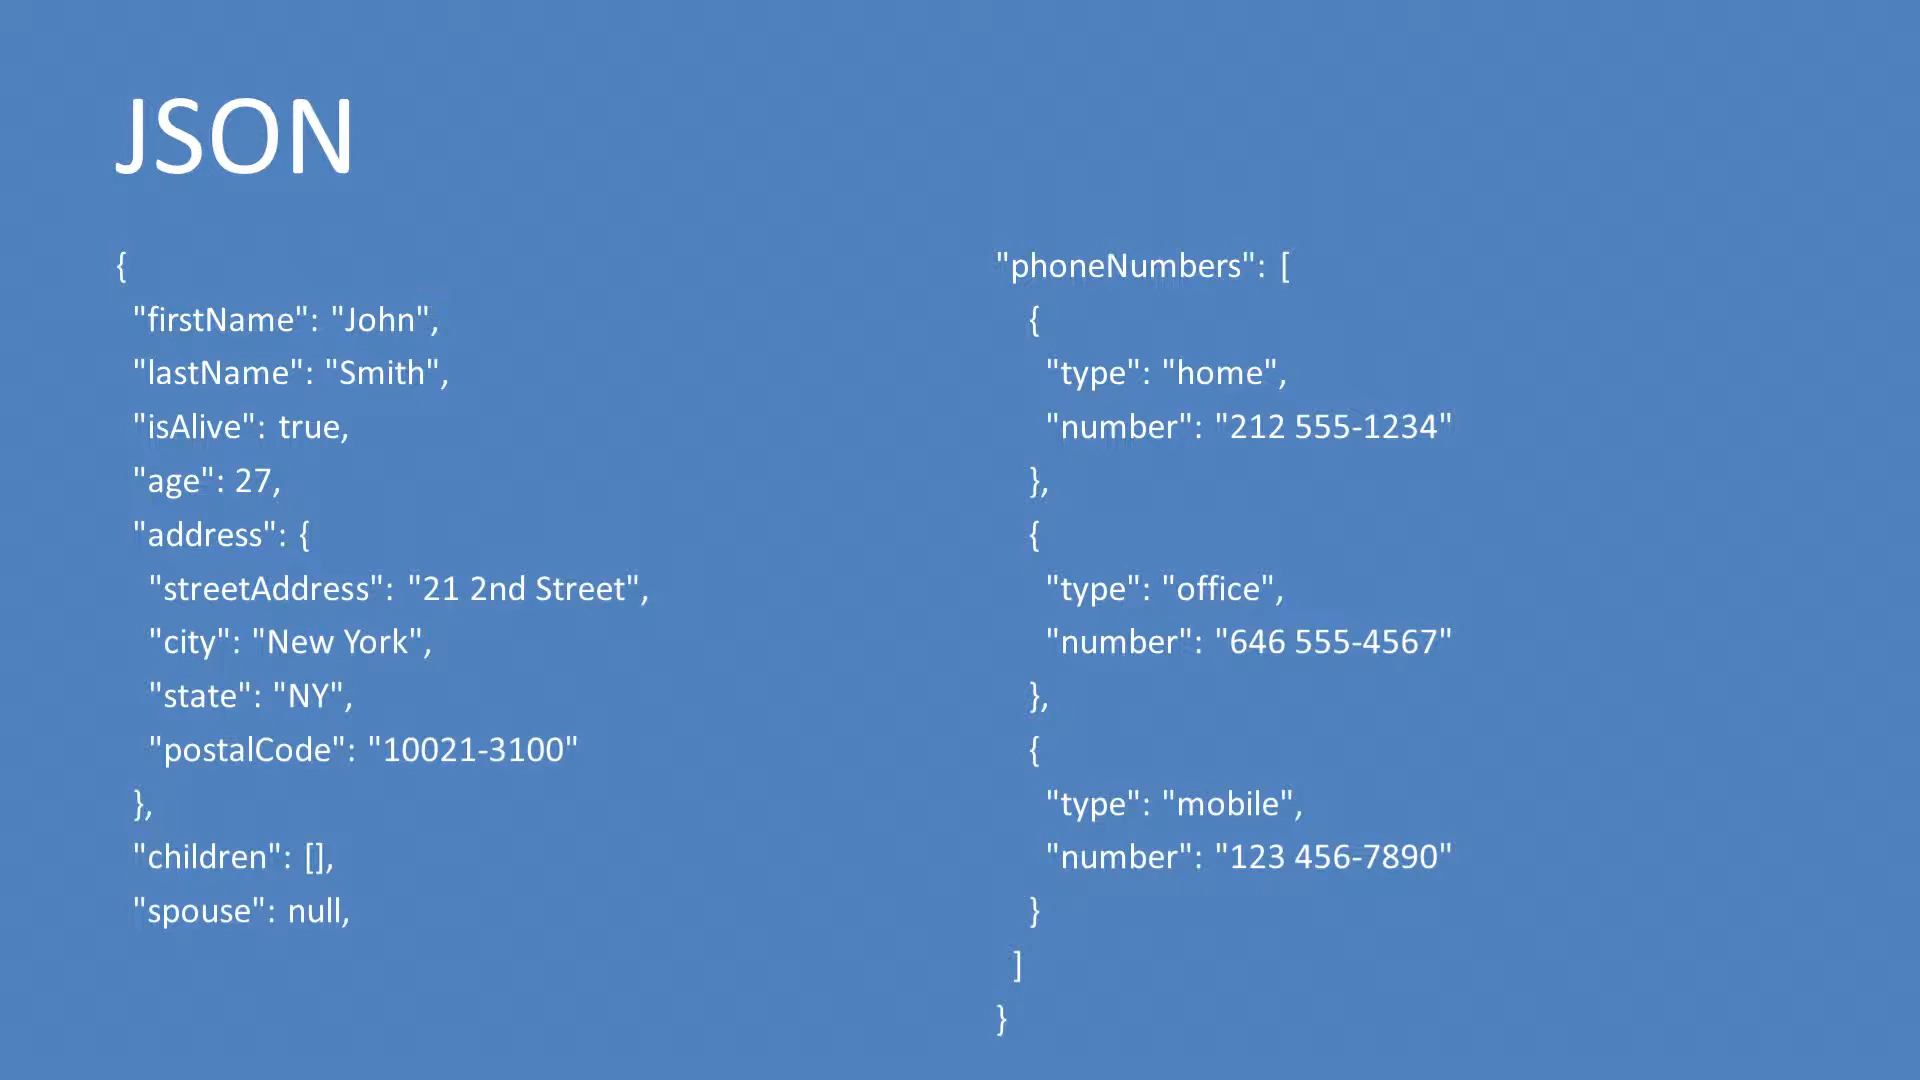 JSON
{
"firstName": "John",
"lastName": "Smith",
"isAlive": true,
"age": 27,
"address": {
"streetAddress": "21 2nd Street",
"city": "New York",
"state": "NY",
"postalCode": "10021-3100"
},
"children": [],
"spouse": null,
"phoneNumbers": [
{
"type": "home",
"number": "212 555-1234"
},
{
"type": "office",
"number": "646 555-4567"
},
{
"type": "mobile",
"number": "123 456-7890"
}
]
}